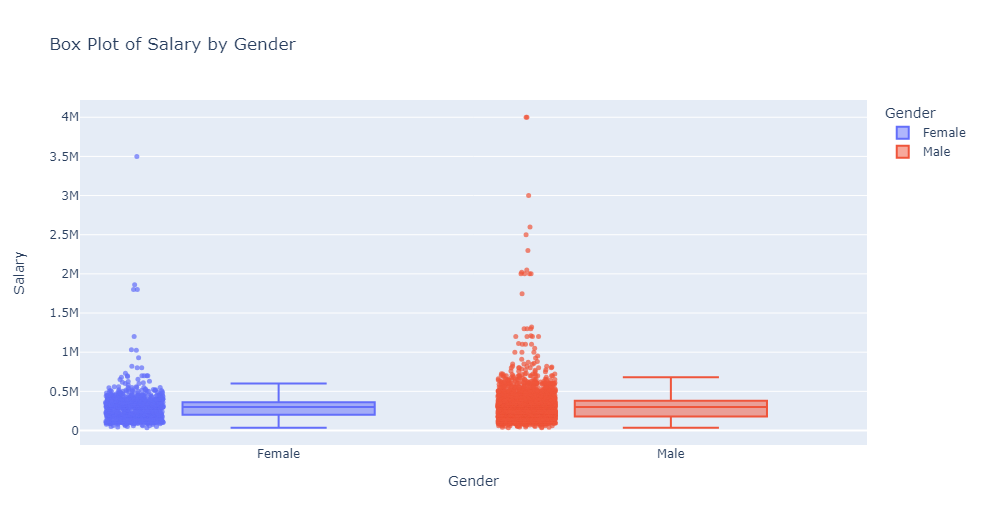 Box Plot of Salary by Gender
Gender
Female
Male
4M
3.5M
3M
2.5M
2M
1.5M
1M
0.5M
0
Salary
Female
Male
Gender